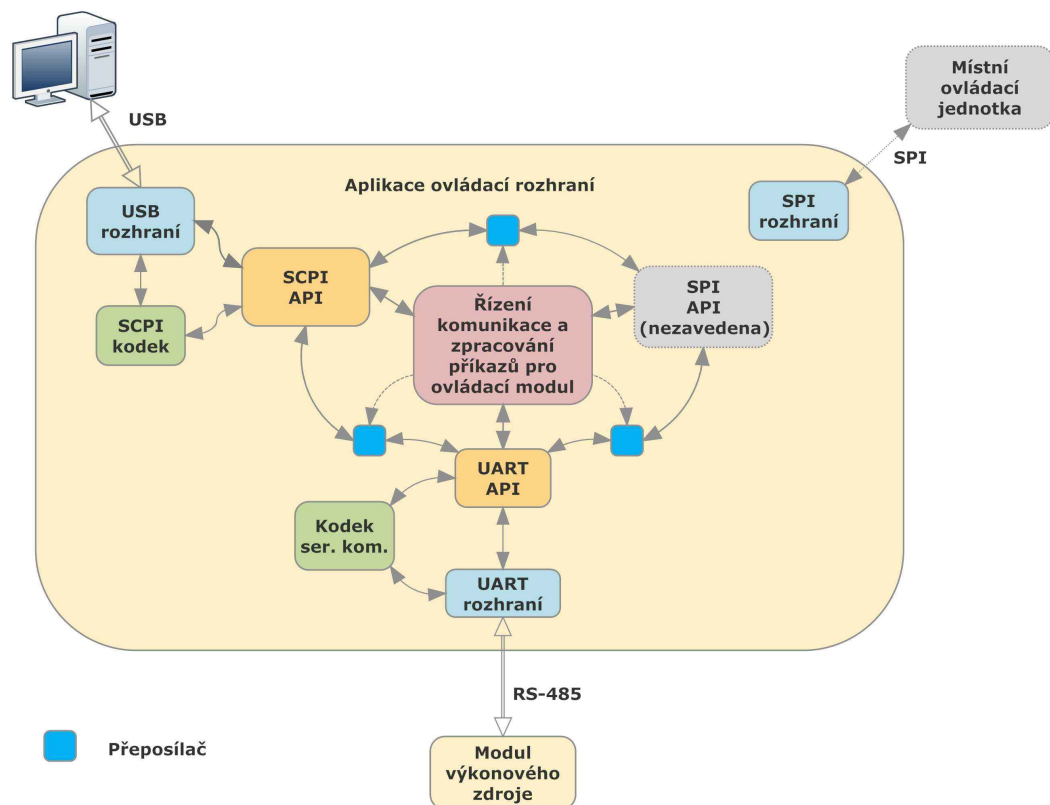 Místní
ovládací
jednotka
USB
SPI
Aplikace ovládací rozhraní
USB
rozhraní
SPI
rozhraní
SCPI
API
SPI
API
(nezavedena)
Řízení
komunikace a
zpracování
příkazů pro
ovládací modul
SCPI
kodek
UART
API
Kodek
ser. kom.
UART
rozhraní
RS-485
Přeposílač
Modul
výkonového
zdroje